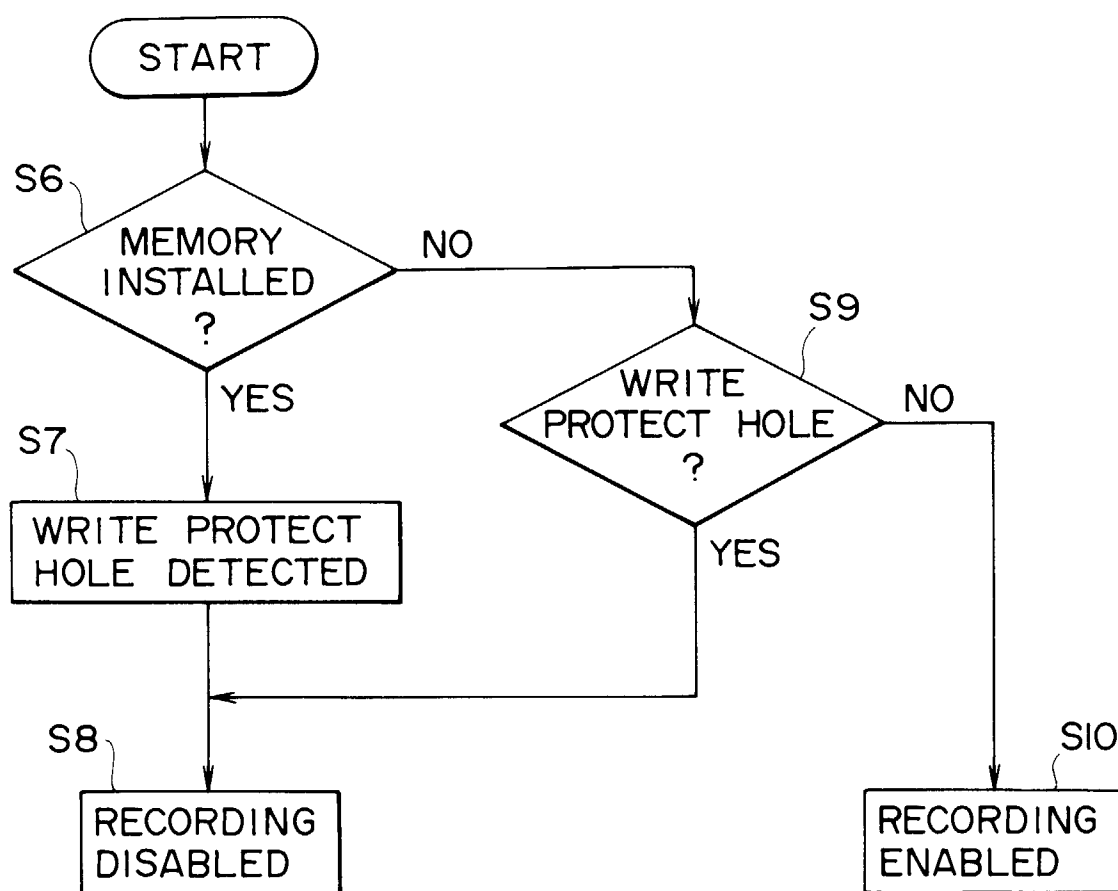 START
S6
MEMORY
INSTALLED
?
NO
YES
S9
WRITE
PROTECT HOLE
?
NO
YES
S7
WRITE PROTECT
HOLE DETECTED
S8
RECORDING
DISABLED
S10
RECORDING
ENABLED